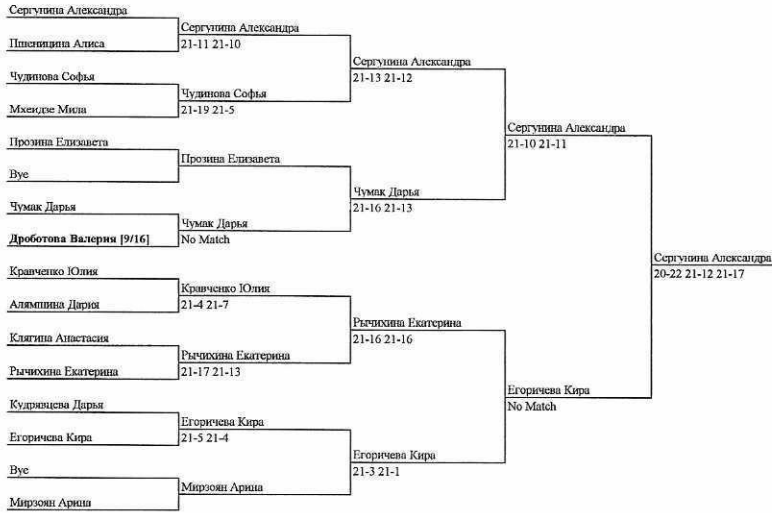 Сергунина Александра
Сергунина Александра
Пшеницина Алиса
21-11 21-10
Сергунина Александра
21-13 21-12
Чудинова Софья
Чудинова Софья
Мхеидзе Мила
21-19 21-5
Сергунина Александра
21-10 21-11
Прозина Елизавета
Прозина Елизавета
Bye
Чумак Дарья
21-16 21-13
Чумак Дарья
Чумак Дарья
Дроботова Валерия [9/16]
No Match
Сергунина Александра
20-22 21-12 21-17
Кравченко Юлия
Кравченко Юлия
Алямшина Дария
21-4 21-7
Рычихина Екатерина
21-16 21-16
Клягина Анастасия
Рычихина Екатерина
Рычихина Екатерина
21-17 21-13
Егоричева Кира
No Match
Кудрявцева Дарья
Егоричева Кира
Егоричева Кира
21-5 21-4
Егоричева Кира
21-3 21-1
Bye
Мирзоян Арина
Мирзоян Арина